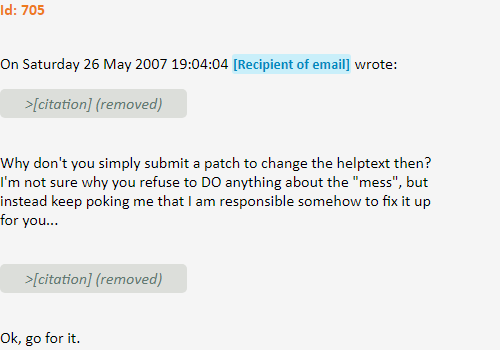 Id: 705
On Saturday 26 May 2007 19:04:04 [Recipient of email] wrote:
>[citation] (removed)
Why don't you simply submit a patch to change the helptext then?
I'm not sure why you refuse to DO anything about the "mess", but
instead keep poking me that I am responsible somehow to fix it up
for you...
>[citation] (removed)
Ok, go for it.